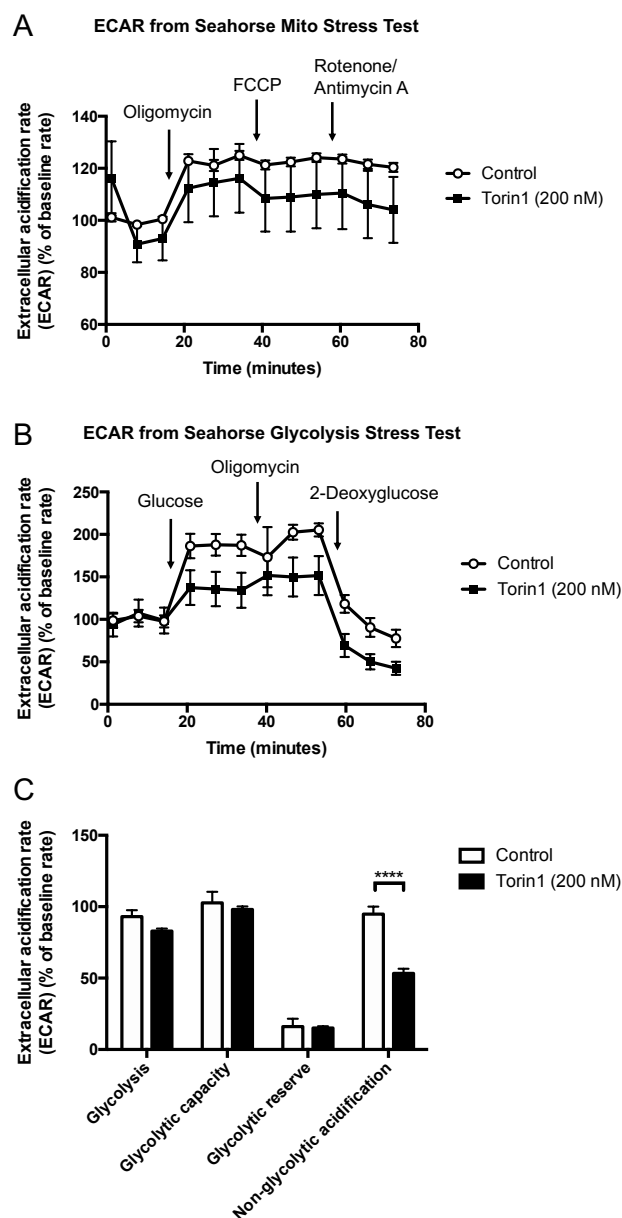 A
ECAR from Seahorse Mito Stress Test
Oligomycin
FCCP
Rotenone/
Antimycin A
Extracellular acidification rate
(ECAR) (% of baseline rate)
140
120
100
80
60
0
20
40
60
80
Time (minutes)
Control
Torin1 (200 nM)
B
ECAR from Seahorse Glycolysis Stress Test
Glucose
Oligomycin
2-Deoxyglucose
Extracellular acidification rate
(ECAR) (% of baseline rate)
250
200
150
100
50
0
0
20
40
60
80
Time (minutes)
Control
Torin1 (200 nM)
C
Extracellular acidification rate
(ECAR) (% of baseline rate)
150
100
50
0
****
Control
Torin1 (200 nM)
Glycolysis
Glycolytic capacity
Glycolytic reserve
Non-glycolytic acidification